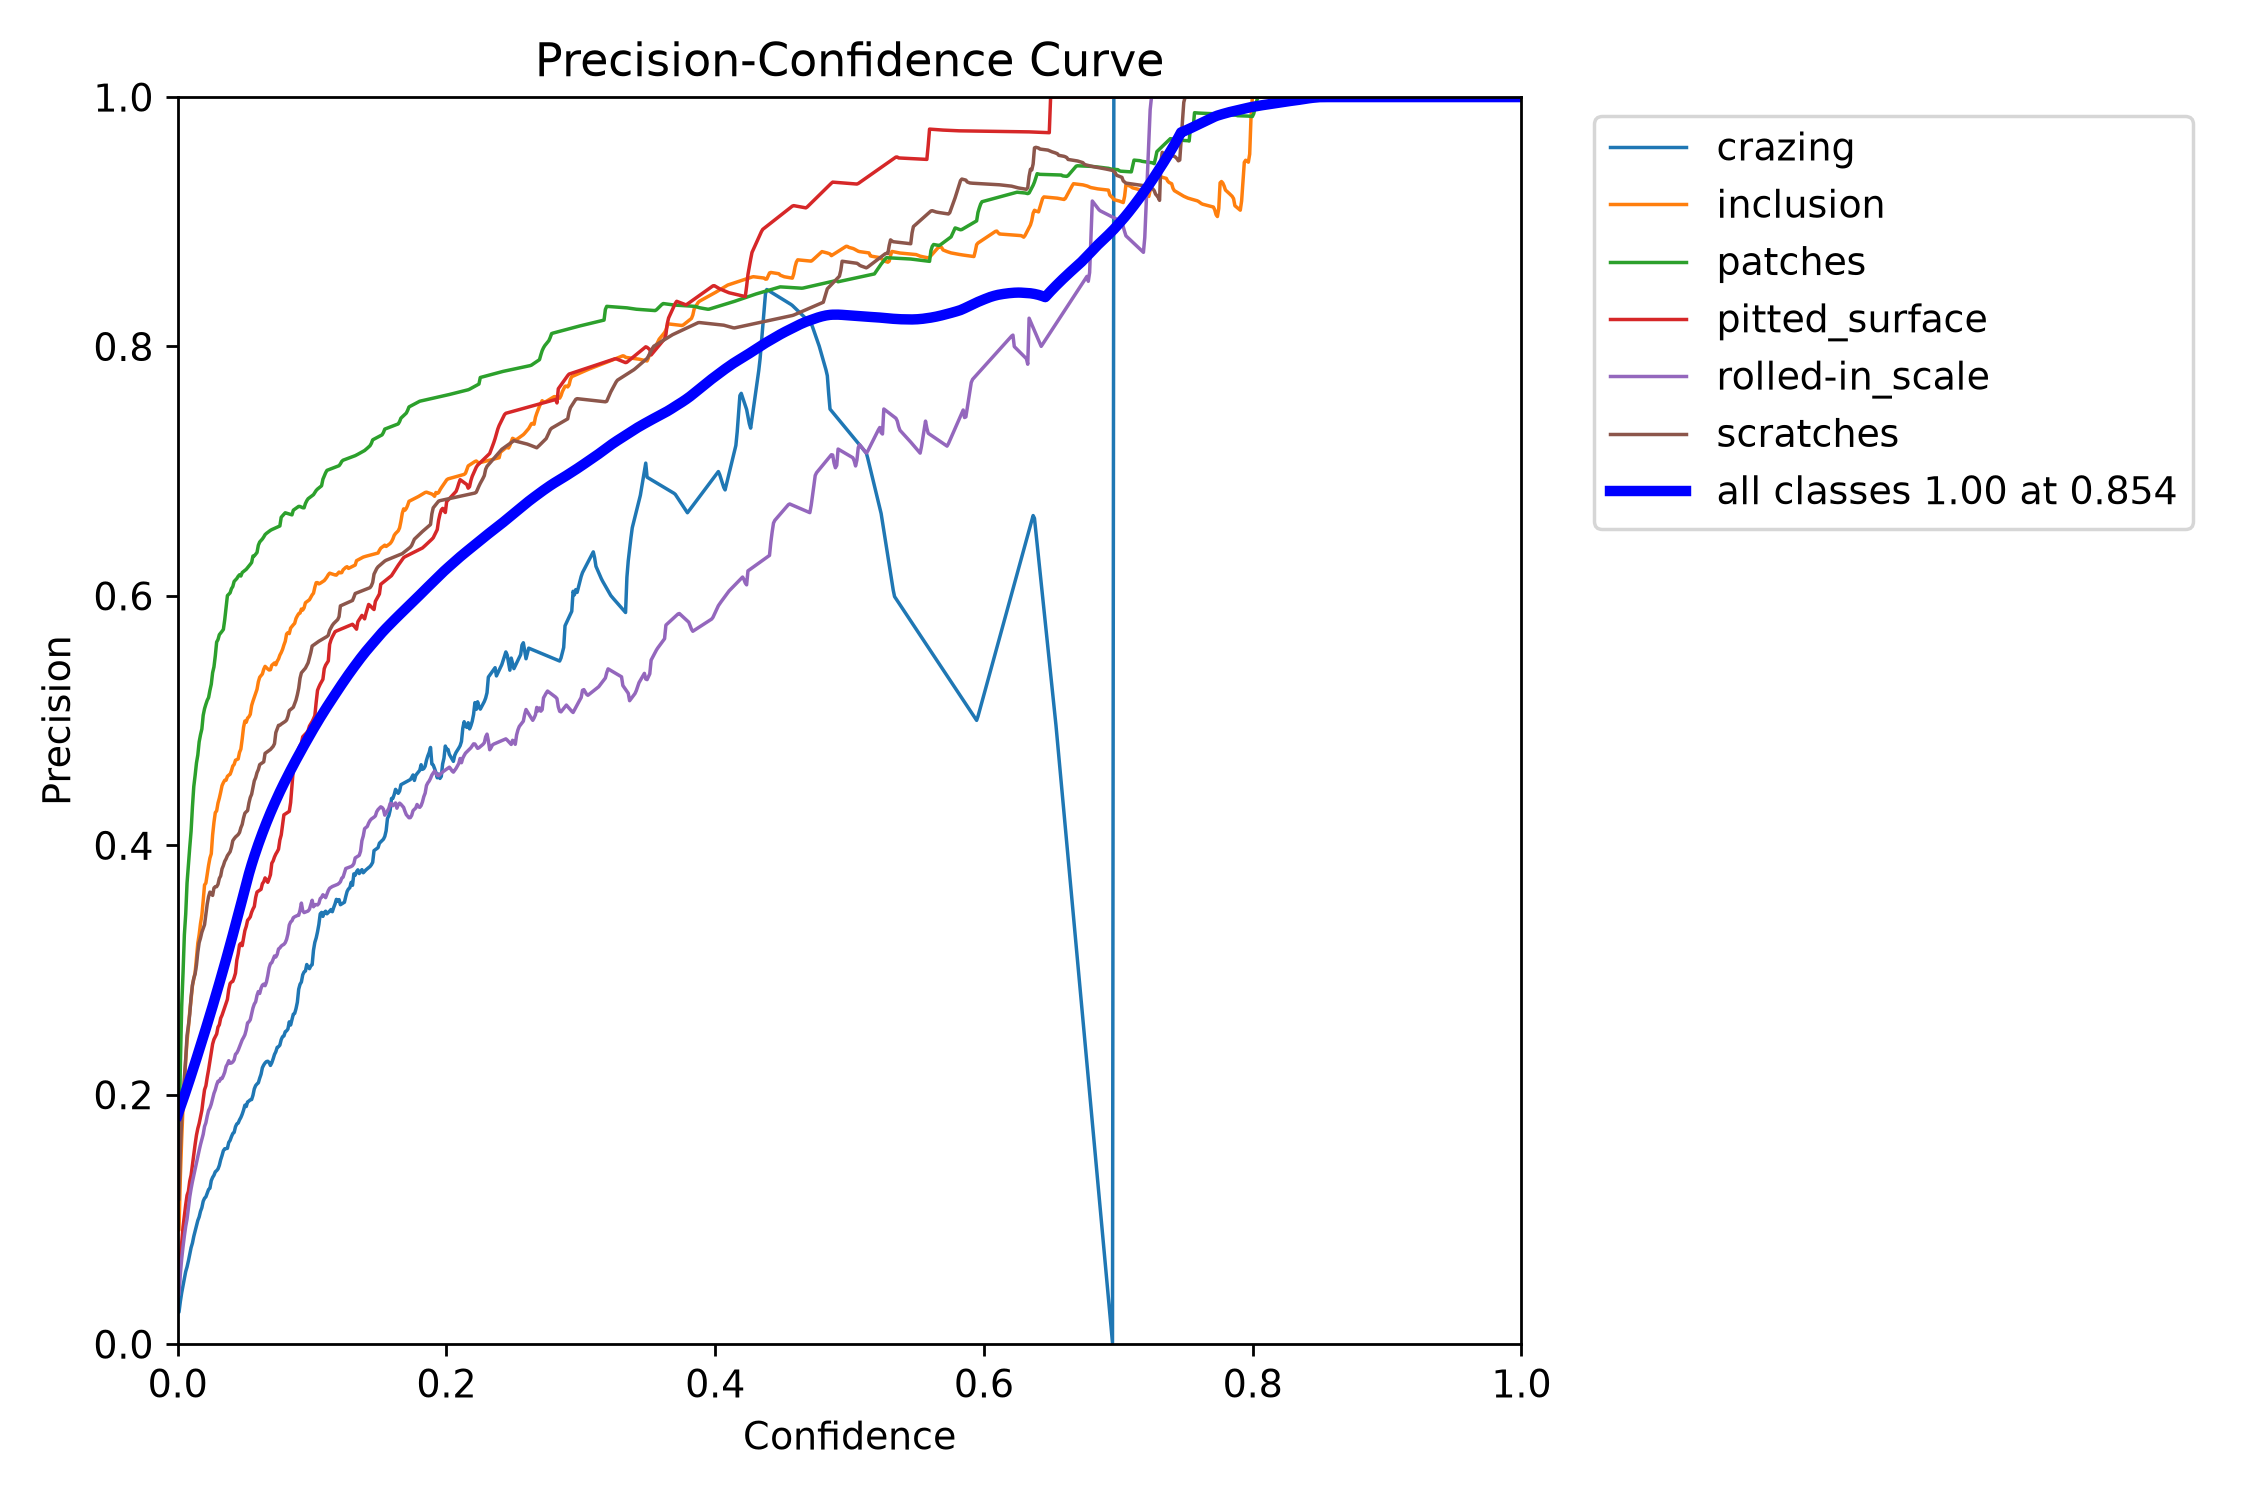 Precision-Confidence Curve
1.0
0.8
0.6
0.4
0.2
0.0
Precision
0.0 0.2 0.4 0.6 0.8 1.0
Confidence
crazing
inclusion
patches
pitted_surface
rolled-in_scale
scratches
all classes 1.00 at 0.854